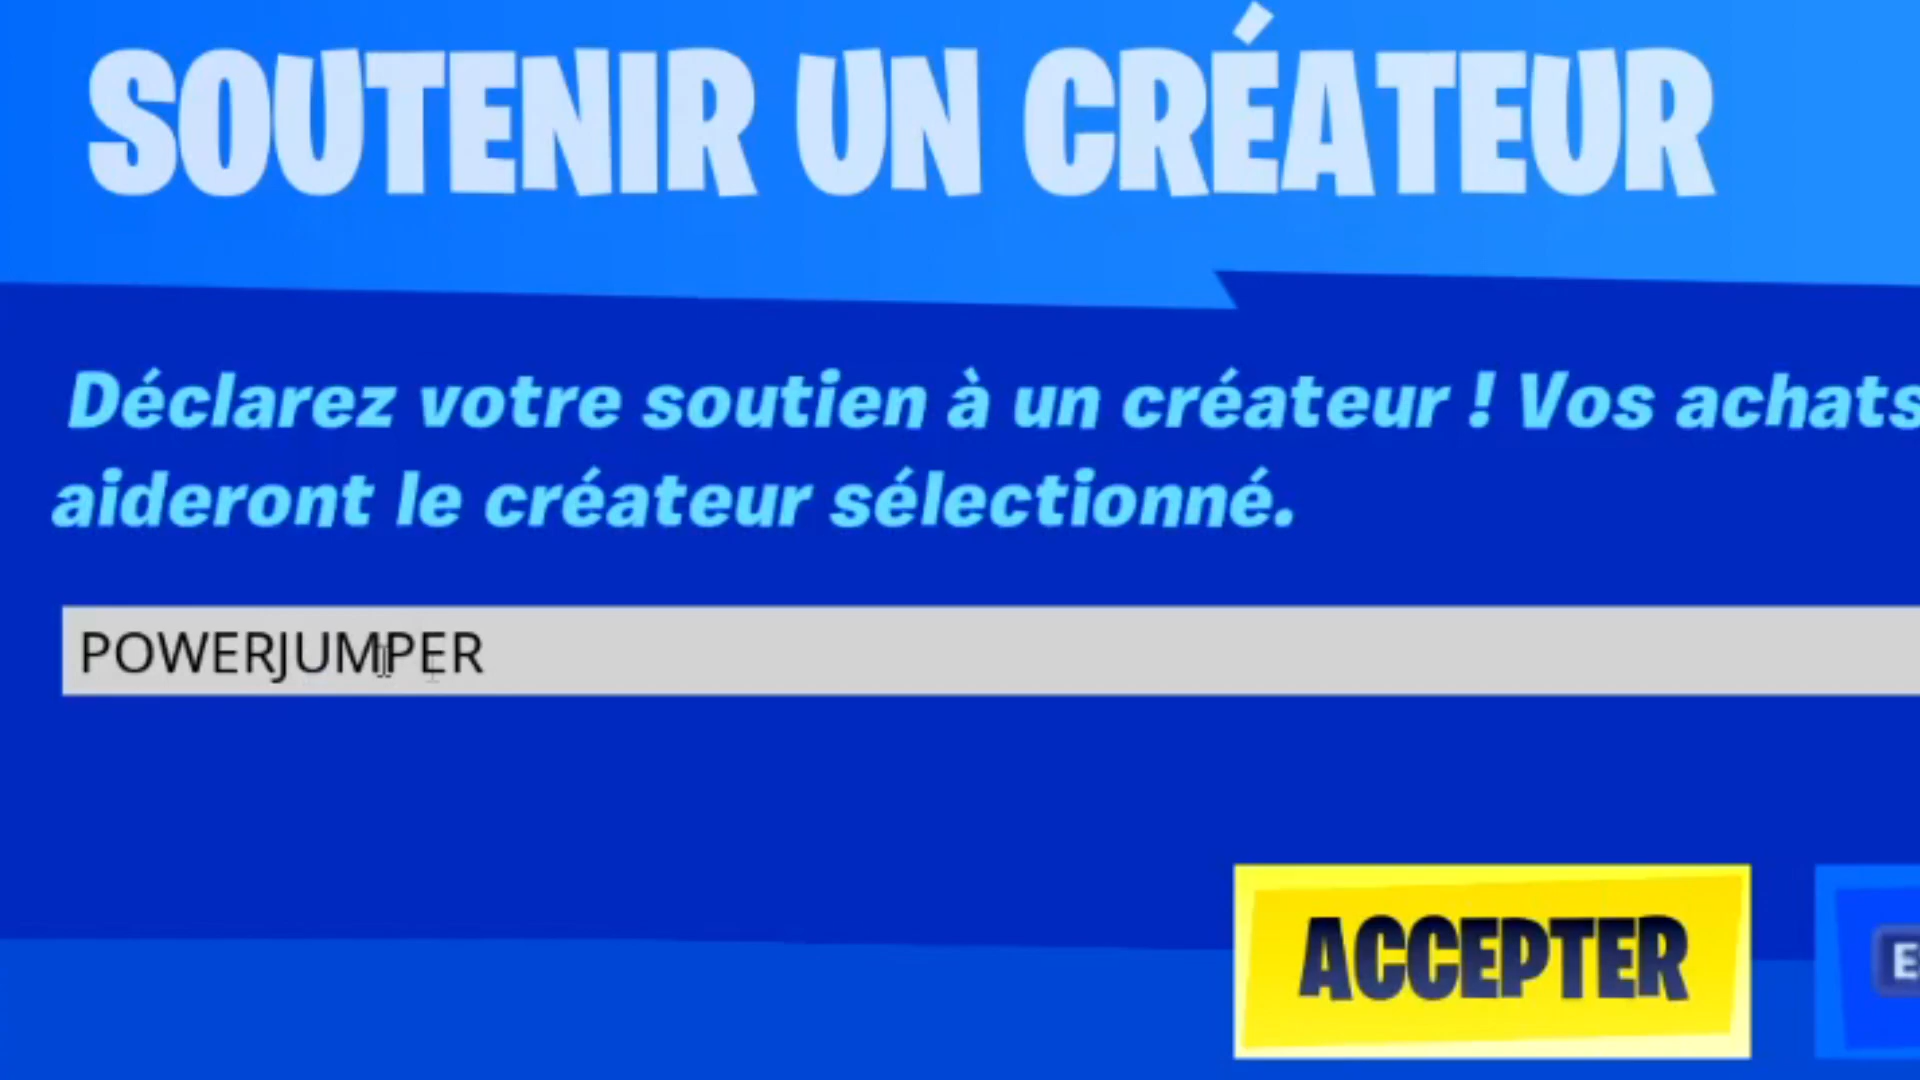 SOUTENIR UN CRÉATEUR
Déclarez votre soutien à un créateur ! Vos achats
aideront le créateur sélectionné.
POWERJUMPER
ACCEPTER